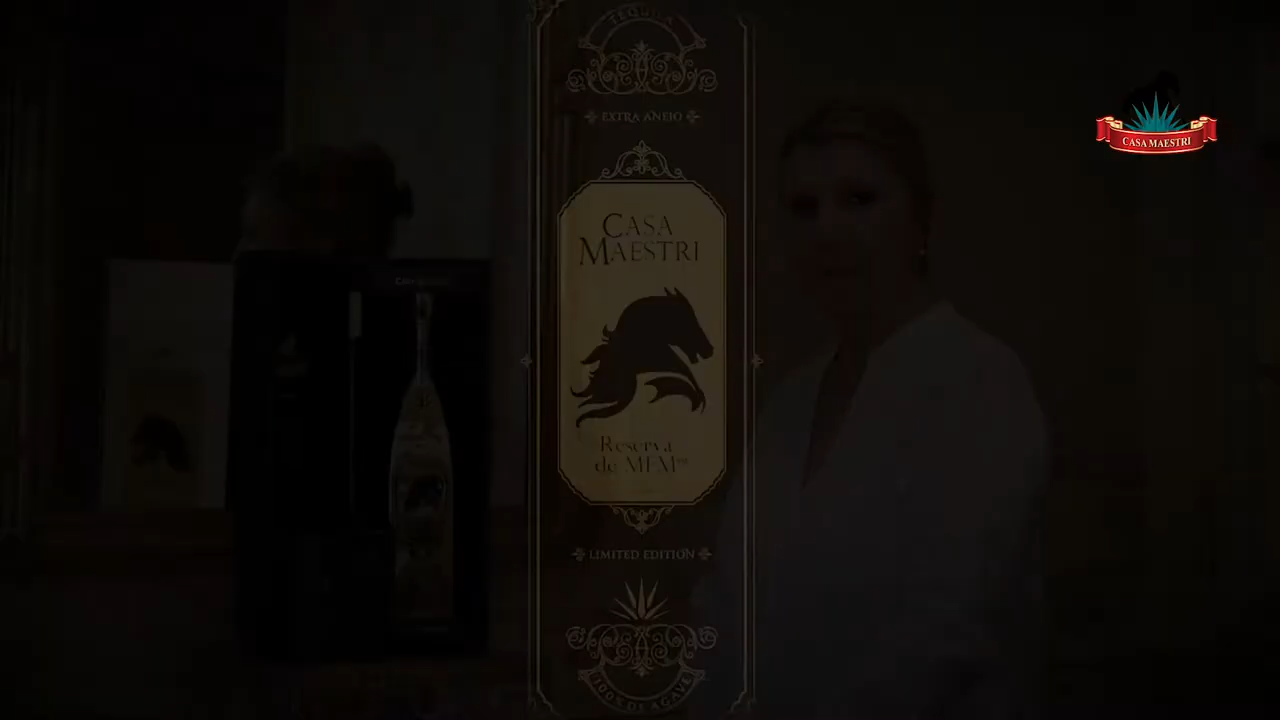 TEQUILA
EXTRA AÑEJO
CASA
MAESTRI
Reserva
de MFM
LIMITED EDITION
100% DE AGAVE
CASA MAESTRI